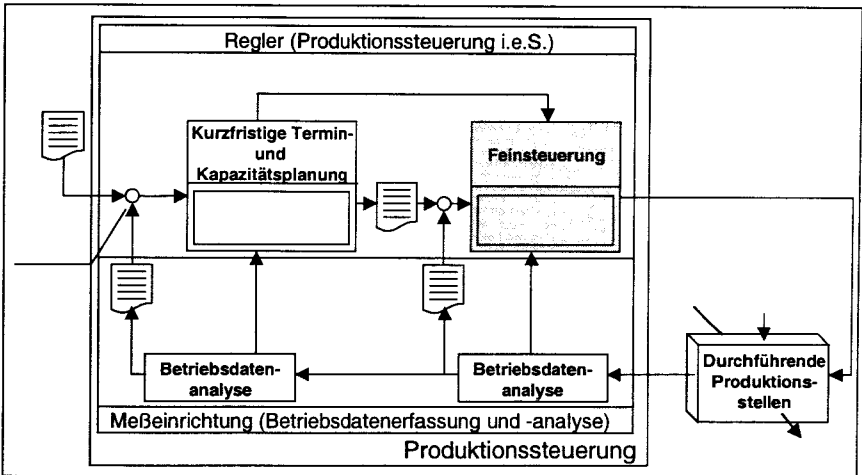 Regler (Produktionssteuerung i.e.S.)
Kurzfristige Termin-
und
Kapazitätsplanung
Feinsteuerung
Betriebsdaten-
analyse
Betriebsdaten-
analyse
Durchführende
Produktions-
stellen
Meßeinrichtung (Betriebsdatenerfassung und -analyse)
Produktionssteuerung